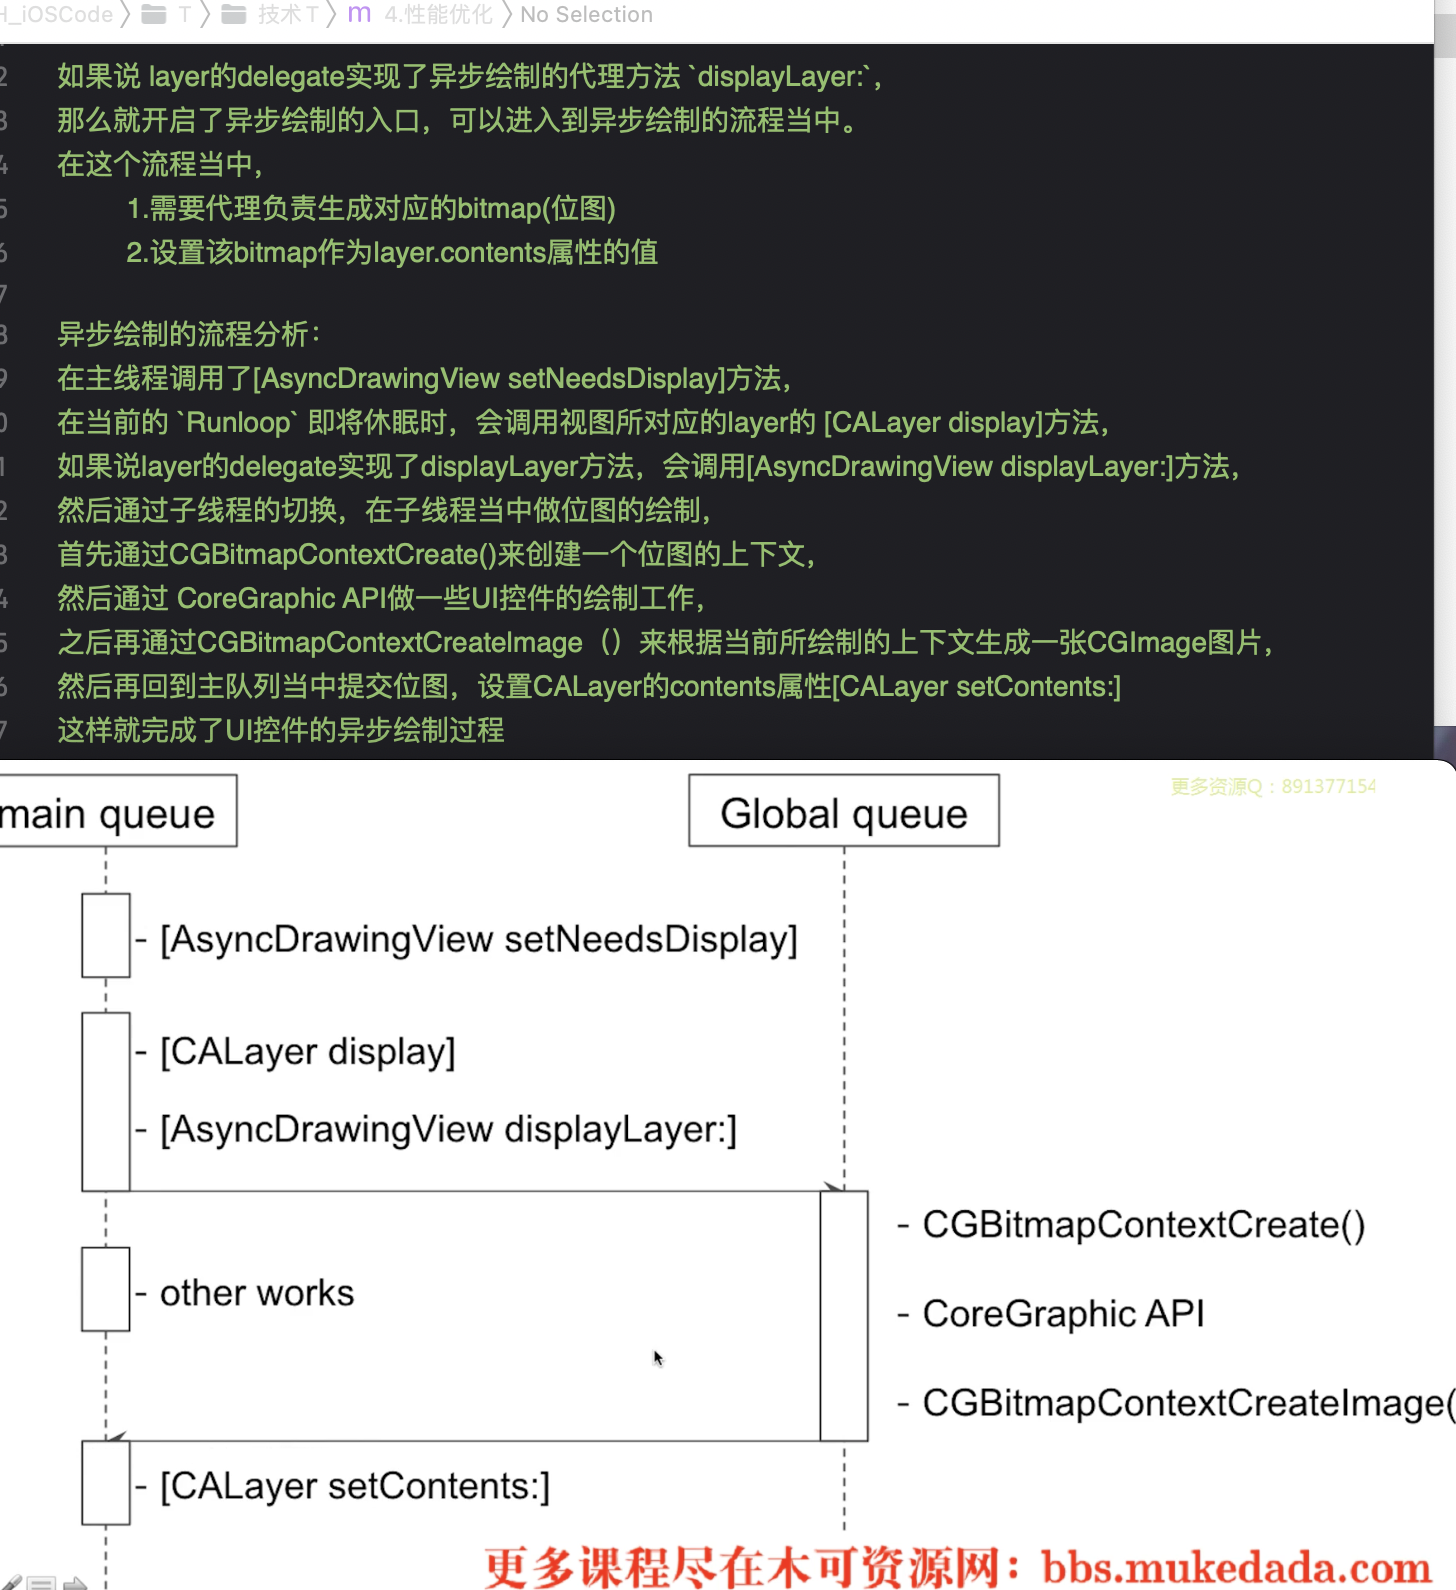 H_iOSCode 〉 T 〉 技术T 〉 m 4.性能优化 〉 No Selection
2 如果说 layer的delegate实现了异步绘制的代理方法 `displayLayer:`，
3 那么就开启了异步绘制的入口，可以进入到异步绘制的流程当中。
4 在这个流程当中，
5 1.需要代理负责生成对应的bitmap(位图)
6 2.设置该bitmap作为layer.contents属性的值
7
8 异步绘制的流程分析：
9 在主线程调用了[AsyncDrawingView setNeedsDisplay]方法，
0 在当前的 `Runloop` 即将休眠时，会调用视图所对应的layer的 [CALayer display]方法，
1 如果说layer的delegate实现了displayLayer方法，会调用[AsyncDrawingView displayLayer:]方法，
2 然后通过子线程的切换，在子线程当中做位图的绘制，
3 首先通过CGBitmapContextCreate()来创建一个位图的上下文，
4 然后通过 CoreGraphic API做一些UI控件的绘制工作，
5 之后再通过CGBitmapContextCreateImage（）来根据当前所绘制的上下文生成一张CGImage图片，
6 然后再回到主队列当中提交位图，设置CALayer的contents属性[CALayer setContents:]
7 这样就完成了UI控件的异步绘制过程
更多资源Q：891377154
main queue
Global queue
- [AsyncDrawingView setNeedsDisplay]
- [CALayer display]
- [AsyncDrawingView displayLayer:]
- CGBitmapContextCreate()
- other works
- CoreGraphic API
- CGBitmapContextCreateImage(
- [CALayer setContents:]
更多课程尽在木可资源网：bbs.mukedada.com